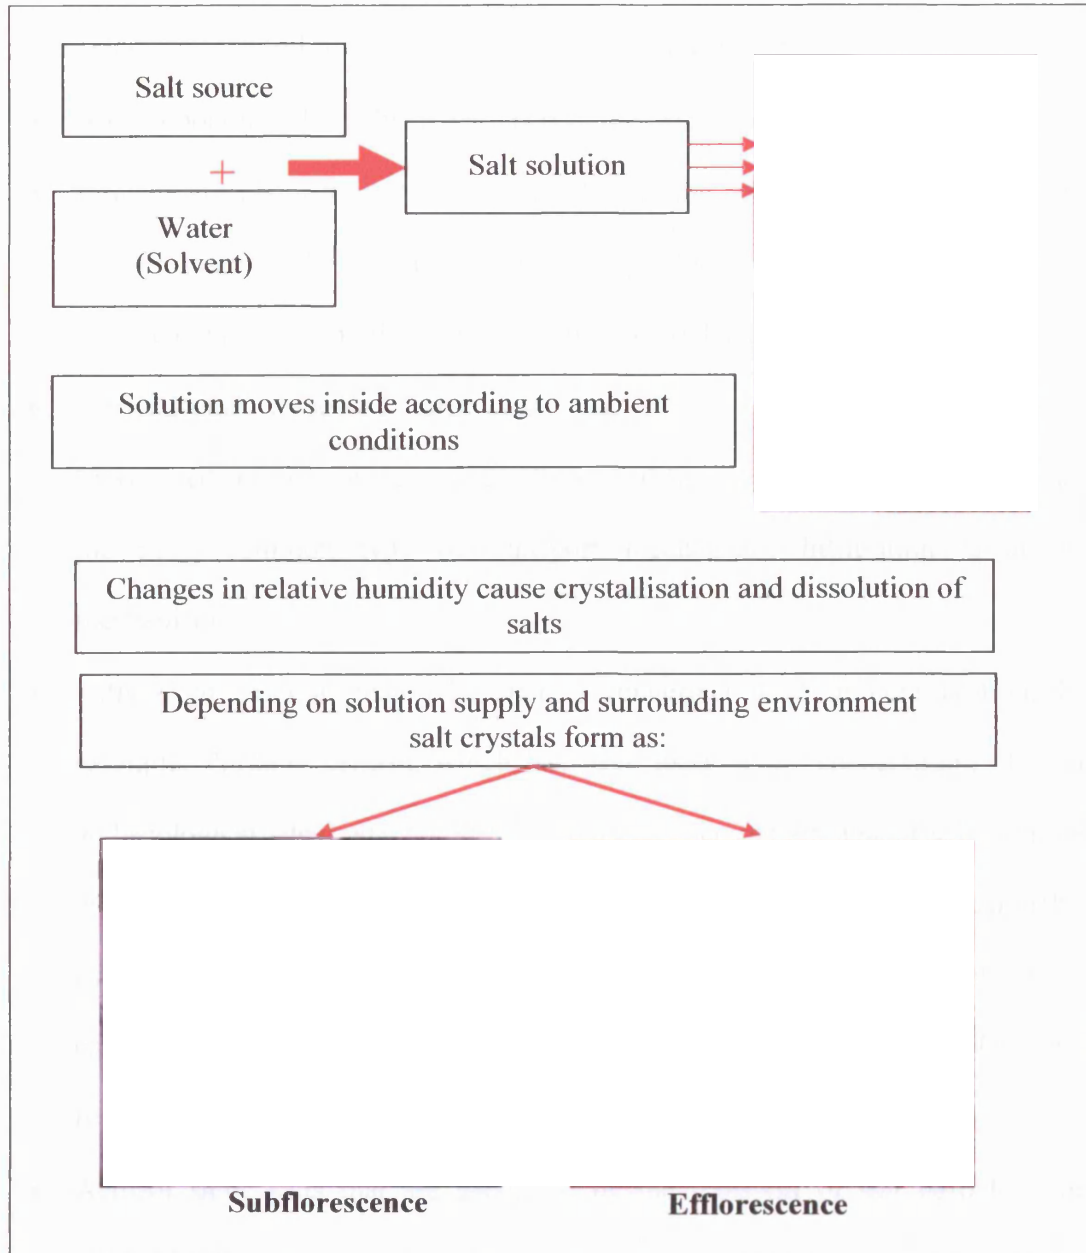 Salt source
+
Water
(Solvent)
Salt solution
Solution moves inside according to ambient
conditions
Changes in relative humidity cause crystallisation and dissolution of
salts
Depending on solution supply and surrounding environment
salt crystals form as:
Subflorescence
Efflorescence